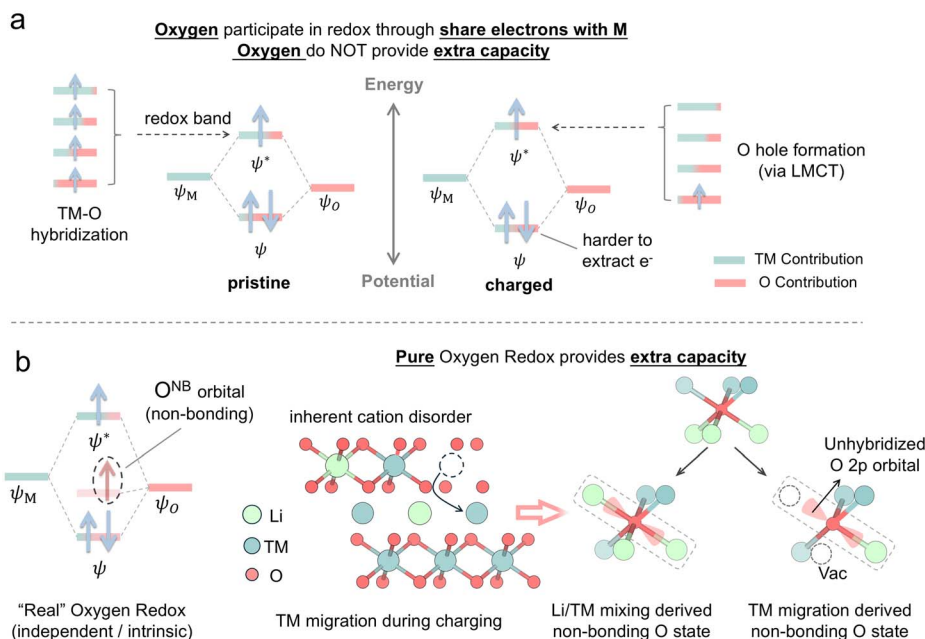 a
Oxygen participate in redox through share electrons with M
Oxygen do NOT provide extra capacity
Energy
redox band
ψ*
ψM
ψO
ψ
TM-O
hybridization
pristine
Potential
ψ*
ψM
ψO
ψ
harder to
extract e-
charged
O hole formation
(via LMCT)
TM Contribution
O Contribution
b
Pure Oxygen Redox provides extra capacity
O^NB orbital
(non-bonding)
ψ*
ψM
ψO
ψ
"Real" Oxygen Redox
(independent / intrinsic)
inherent cation disorder
Li
TM
O
TM migration during charging
Unhybridized
O 2p orbital
Vac
Li/TM mixing derived
non-bonding O state
TM migration derived
non-bonding O state